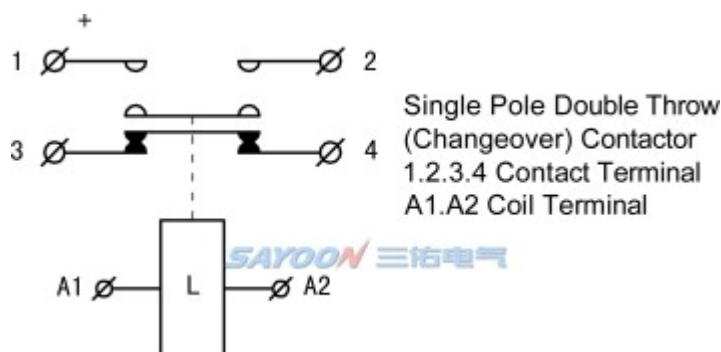 +
1
2
3
4
Single Pole Double Throw
(Changeover) Contactor
1.2.3.4 Contact Terminal
A1.A2 Coil Terminal
SAYOON 三佑电气
A1
L
A2